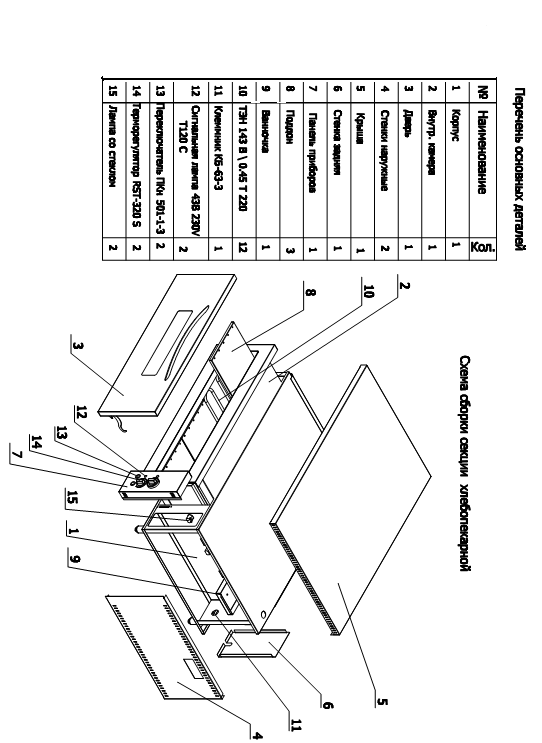 Перечень основных деталей
№ Наименование Кол.
1 Корпус 1
2 Внутр. камера 1
3 Дверь 1
4 Стенки наружные 2
5 Крыша 1
6 Стенка задняя 1
7 Панель приборов 1
8 Поддон 3
9 Ванночка 1
10 ТЭН 143 В \ 0.45 Т 220 12
11 Клеммник КБ-63-3 1
12 Сигнальная лампа 43В 230V 2
Т120 С
13 Переключатель ПКн 501-1-3 2
14 Терморегулятор RST-320 S 2
15 Лампа со стеклом 2
Схема сборки секции хлебопекарной
2
10
8
3
12
13
14
7
15
1
9
5
6
11
4